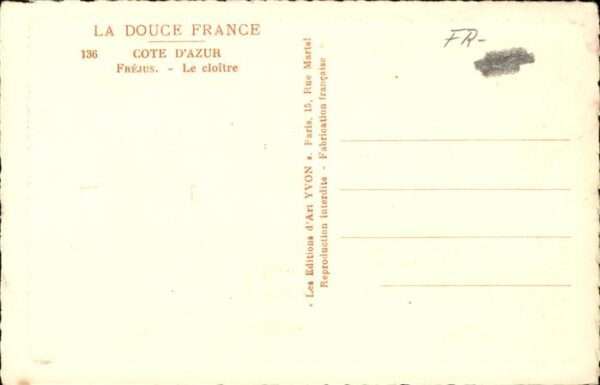 LA DOUCE FRANCE
136 COTE D'AZUR
FRÉJUS. - Le cloître
- Les Editions d'Art YVON ». Paris, 15, Rue Martel
Reproduction interdite - Fabrication française -
FR-